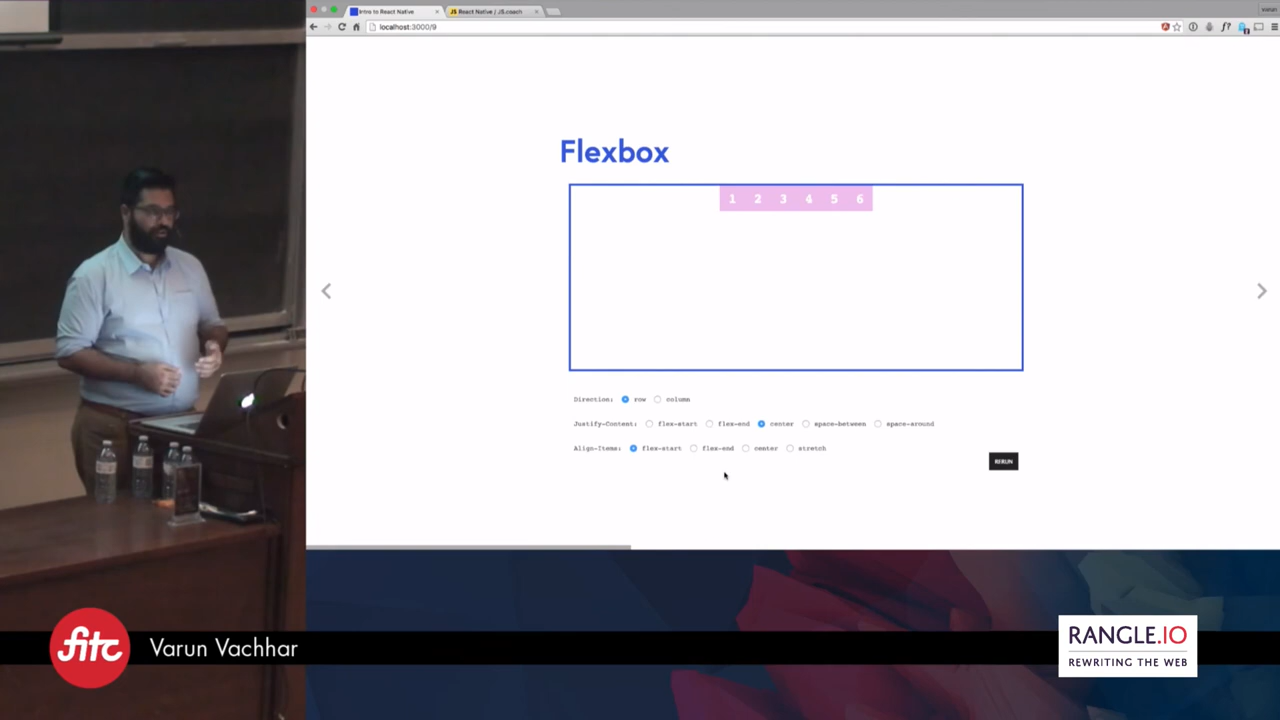 Intro to React Native
JS React Native / JS.coach
varun
localhost:3000/9
f?
Flexbox
1 2 3 4 5 6
Direction: row column
Justify-Content: flex-start flex-end center space-between space-around
Align-Items: flex-start flex-end center stretch
RERUN
fitc
Varun Vachhar
RANGLE.IO
REWRITING THE WEB